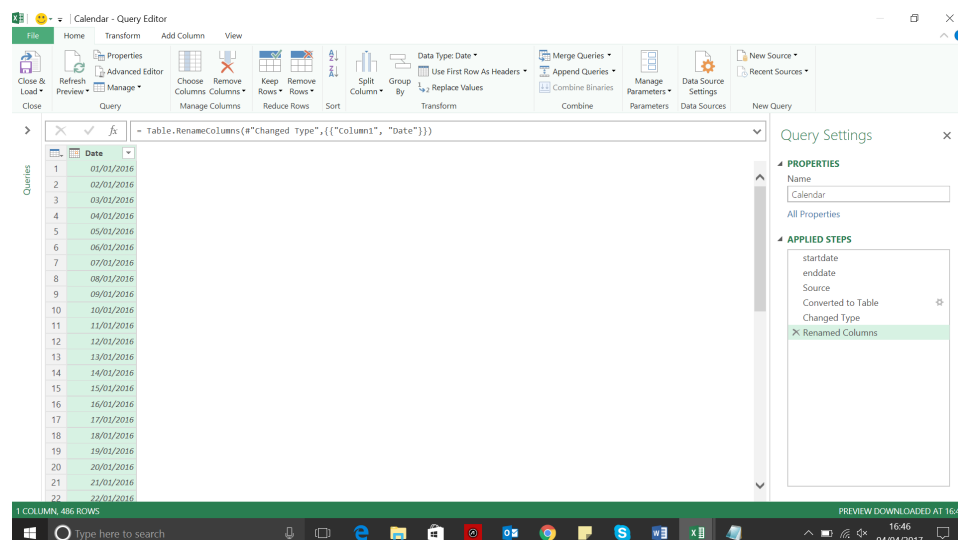 Calendar - Query Editor
File Home Transform Add Column View
Close & Load
Refresh Preview
Properties
Advanced Editor
Manage
Choose Columns
Remove Columns
Keep Rows
Remove Rows
Split Column
Group By
Data Type: Date
Use First Row As Headers
Replace Values
Merge Queries
Append Queries
Combine Binaries
Manage Parameters
Data Source Settings
New Source
Recent Sources
Close Query Manage Columns Reduce Rows Sort Transform Combine Parameters Data Sources New Query
fx = Table.RenameColumns(#"Changed Type",{{"Column1", "Date"}})
Queries
Date
1 01/01/2016
2 02/01/2016
3 03/01/2016
4 04/01/2016
5 05/01/2016
6 06/01/2016
7 07/01/2016
8 08/01/2016
9 09/01/2016
10 10/01/2016
11 11/01/2016
12 12/01/2016
13 13/01/2016
14 14/01/2016
15 15/01/2016
16 16/01/2016
17 17/01/2016
18 18/01/2016
19 19/01/2016
20 20/01/2016
21 21/01/2016
22 22/01/2016
Query Settings
PROPERTIES
Name
Calendar
All Properties
APPLIED STEPS
startdate
enddate
Source
Converted to Table
Changed Type
Renamed Columns
1 COLUMN, 486 ROWS
PREVIEW DOWNLOADED AT 16:4
Type here to search
16:46
04/04/2017